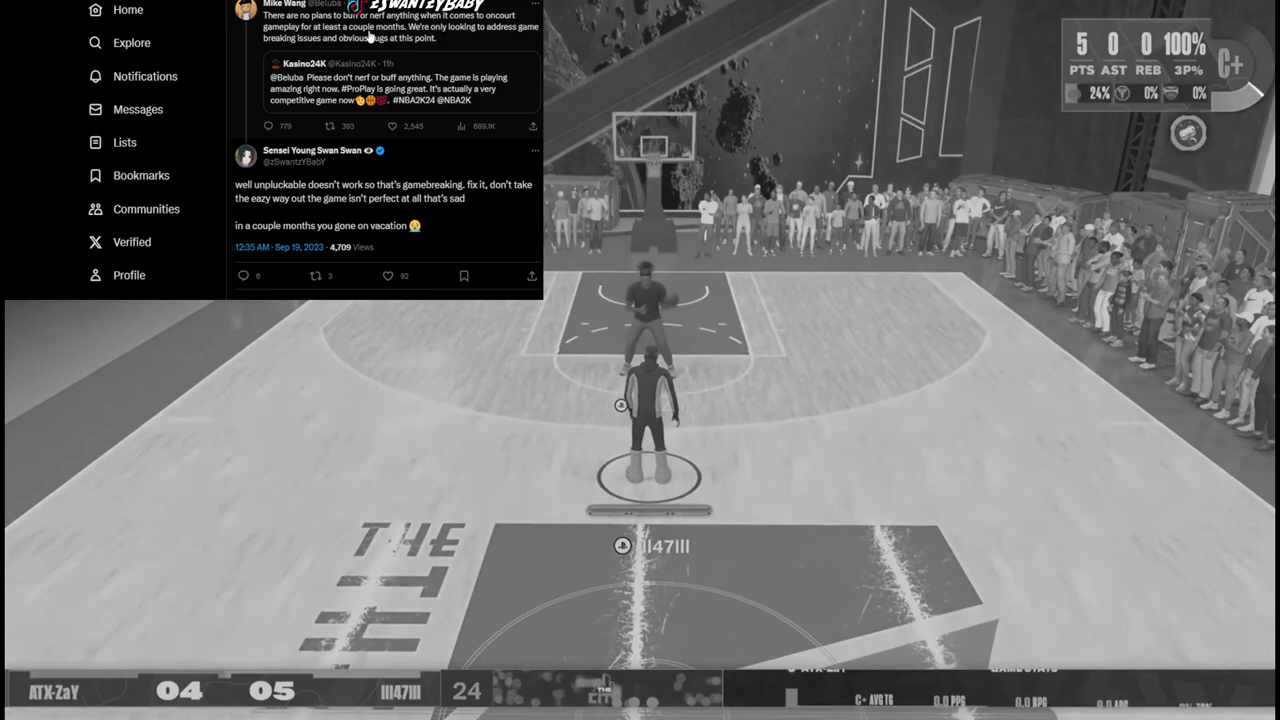 Home
Explore
Notifications
Messages
Lists
Bookmarks
Communities
Verified
Profile
Mike Wang @Beluba
zSwantzYBaby
There are no plans to buff or nerf anything when it comes to oncourt
gameplay for at least a couple months. We're only looking to address game
breaking issues and obvious bugs at this point.
Kasino24K @Kasino24K · 11h
@Beluba Please don't nerf or buff anything. The game is playing
amazing right now. #ProPlay is going great. It's actually a very
competitive game now🫡🏀💯. #NBA2K24 @NBA2K
779 393 2,545 689.1K
Sensei Young Swan Swan
@zSwantzYBabY
well unpluckable doesn't work so that's gamebreaking. fix it, don't take
the eazy way out the game isn't perfect at all that's sad
in a couple months you gone on vacation
12:35 AM · Sep 19, 2023 · 4,709 Views
6 3 92
5 0 0 100%
PTS AST REB 3P%
24% 0% 0%
C+
THE
III47III
ATX-ZaY 04 05 III47III 24
THE
C+ AVG TG 0.0 PPG 0.0 RPG